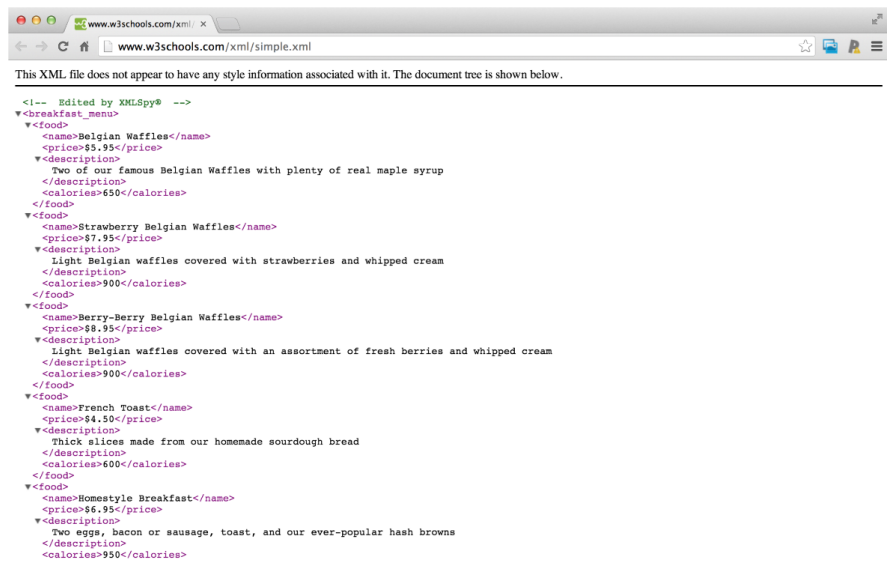 www.w3schools.com/xml/ ×
www.w3schools.com/xml/simple.xml
This XML file does not appear to have any style information associated with it. The document tree is shown below.
<!-- Edited by XMLSpy® -->
▼<breakfast_menu>
▼<food>
<name>Belgian Waffles</name>
<price>$5.95</price>
▼<description>
Two of our famous Belgian Waffles with plenty of real maple syrup
</description>
<calories>650</calories>
</food>
▼<food>
<name>Strawberry Belgian Waffles</name>
<price>$7.95</price>
▼<description>
Light Belgian waffles covered with strawberries and whipped cream
</description>
<calories>900</calories>
</food>
▼<food>
<name>Berry-Berry Belgian Waffles</name>
<price>$8.95</price>
▼<description>
Light Belgian waffles covered with an assortment of fresh berries and whipped cream
</description>
<calories>900</calories>
</food>
▼<food>
<name>French Toast</name>
<price>$4.50</price>
▼<description>
Thick slices made from our homemade sourdough bread
</description>
<calories>600</calories>
</food>
▼<food>
<name>Homestyle Breakfast</name>
<price>$6.95</price>
▼<description>
Two eggs, bacon or sausage, toast, and our ever-popular hash browns
</description>
<calories>950</calories>